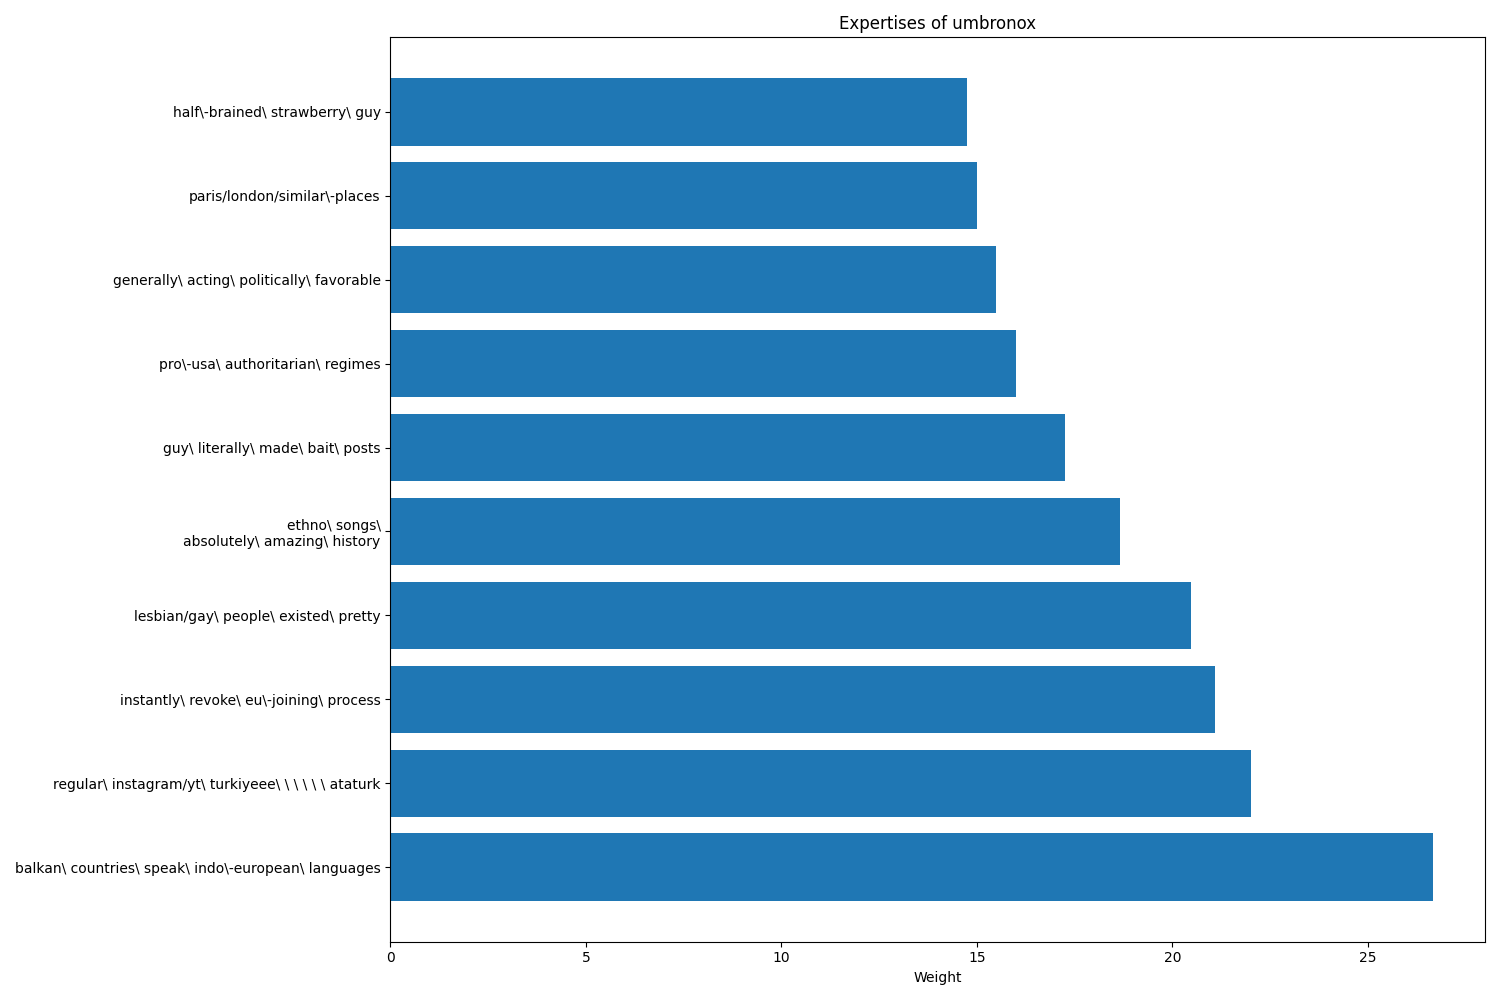 Expertises of umbronox
half\-brained\ strawberry\ guy
paris/london/similar\-places
generally\ acting\ politically\ favorable
pro\-usa\ authoritarian\ regimes
guy\ literally\ made\ bait\ posts
ethno\ songs\
absolutely\ amazing\ history
lesbian/gay\ people\ existed\ pretty
instantly\ revoke\ eu\-joining\ process
regular\ instagram/yt\ turkiyeee\ \ \ \ \ \ ataturk
balkan\ countries\ speak\ indo\-european\ languages
0 5 10 15 20 25
Weight